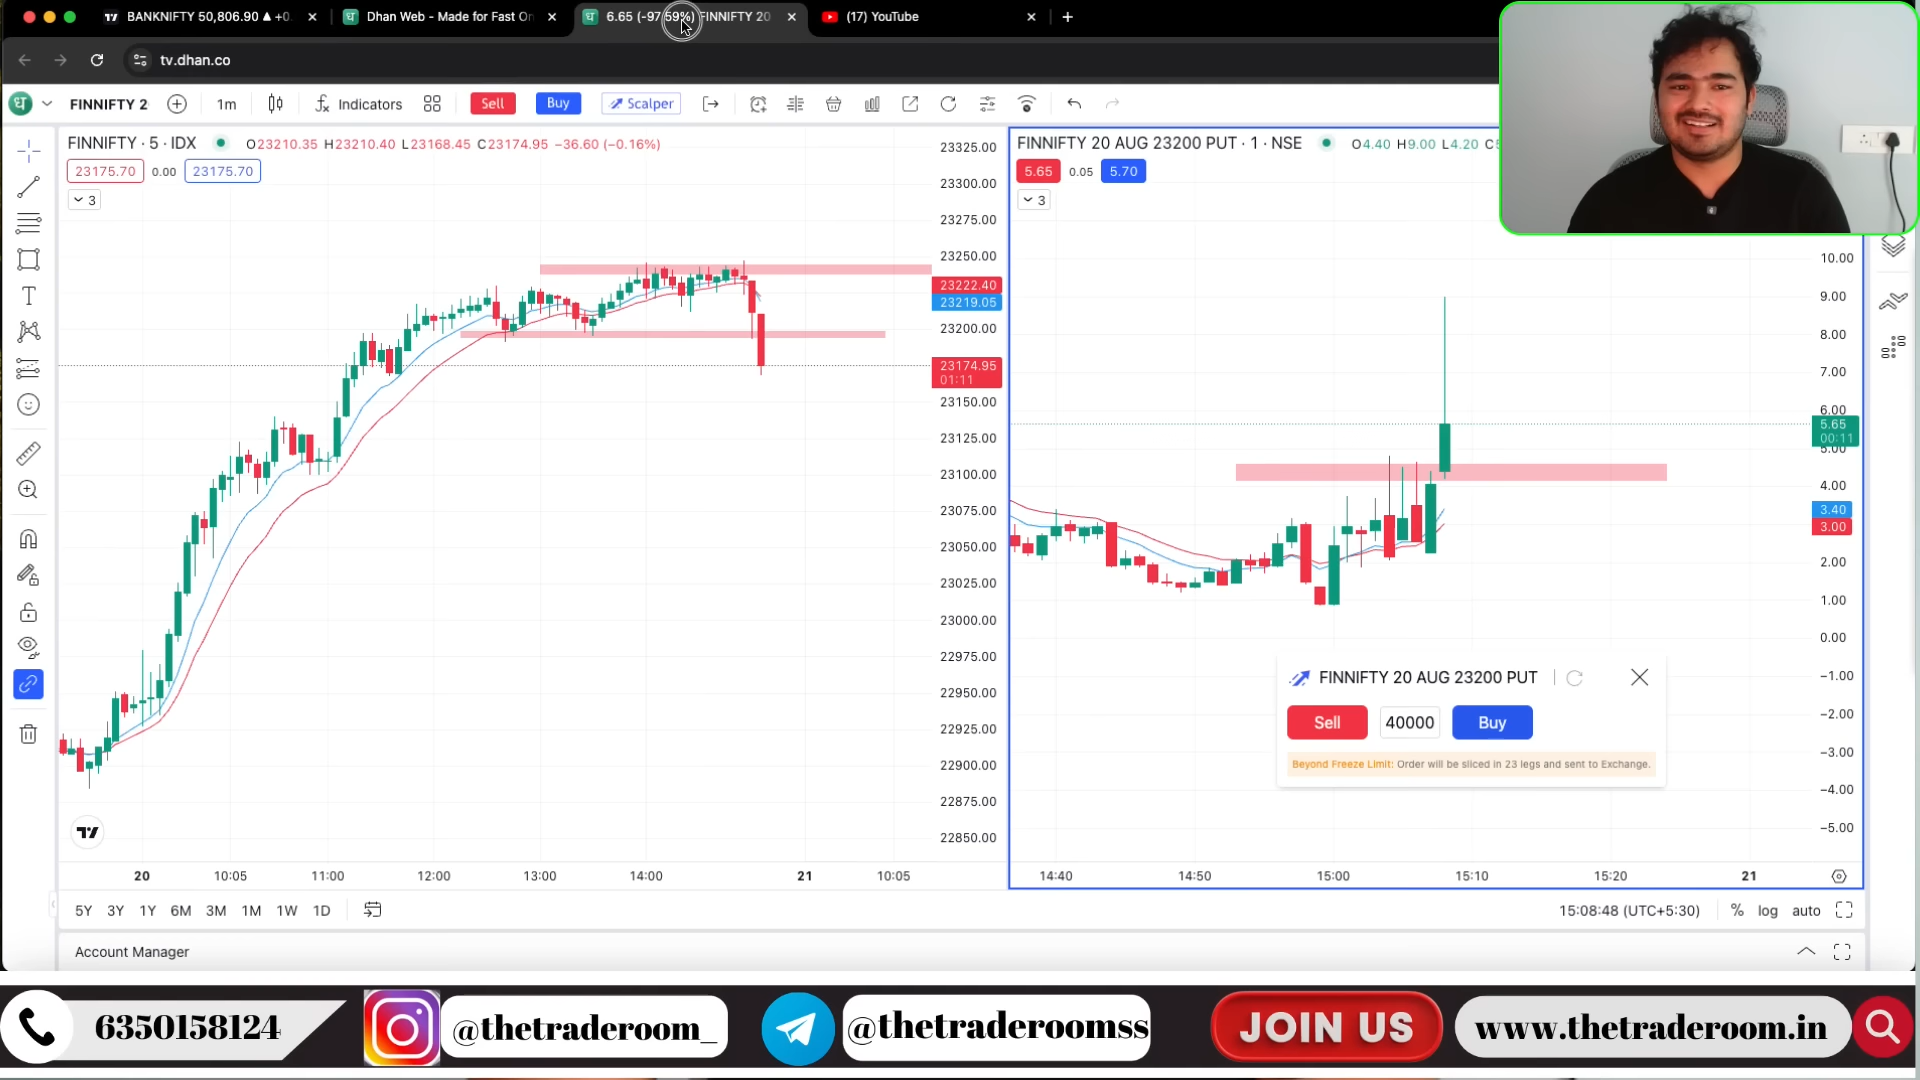 BANKNIFTY 50,806.90 ▲ +0
Dhan Web - Made for Fast On
6.65 (-97.59%) FINNIFTY 20
(17) YouTube
tv.dhan.co
FINNIFTY 2
1m
Indicators
Sell
Buy
Scalper
FINNIFTY · 5 · IDX
O23210.35 H23210.40 L23168.45 C23174.95 −36.60 (−0.16%)
23175.70
0.00
23175.70
3
23325.00
23300.00
23275.00
23250.00
23222.40
23219.05
23200.00
23174.95
01:11
23150.00
23125.00
23100.00
23075.00
23050.00
23025.00
23000.00
22975.00
22950.00
22925.00
22900.00
22875.00
22850.00
20
10:05
11:00
12:00
13:00
14:00
21
10:05
FINNIFTY 20 AUG 23200 PUT · 1 · NSE
O4.40 H9.00 L4.20
5.65
0.05
5.70
3
10.00
9.00
8.00
7.00
6.00
5.65
00:11
5.00
4.00
3.40
3.00
2.00
1.00
0.00
−1.00
−2.00
−3.00
−4.00
−5.00
FINNIFTY 20 AUG 23200 PUT
Sell
40000
Buy
Beyond Freeze Limit: Order will be sliced in 23 legs and sent to Exchange.
14:40
14:50
15:00
15:10
15:20
21
5Y 3Y 1Y 6M 3M 1M 1W 1D
15:08:48 (UTC+5:30)
% log auto
Account Manager
6350158124
@thetraderoom_
@thetraderoomss
JOIN US
www.thetraderoom.in